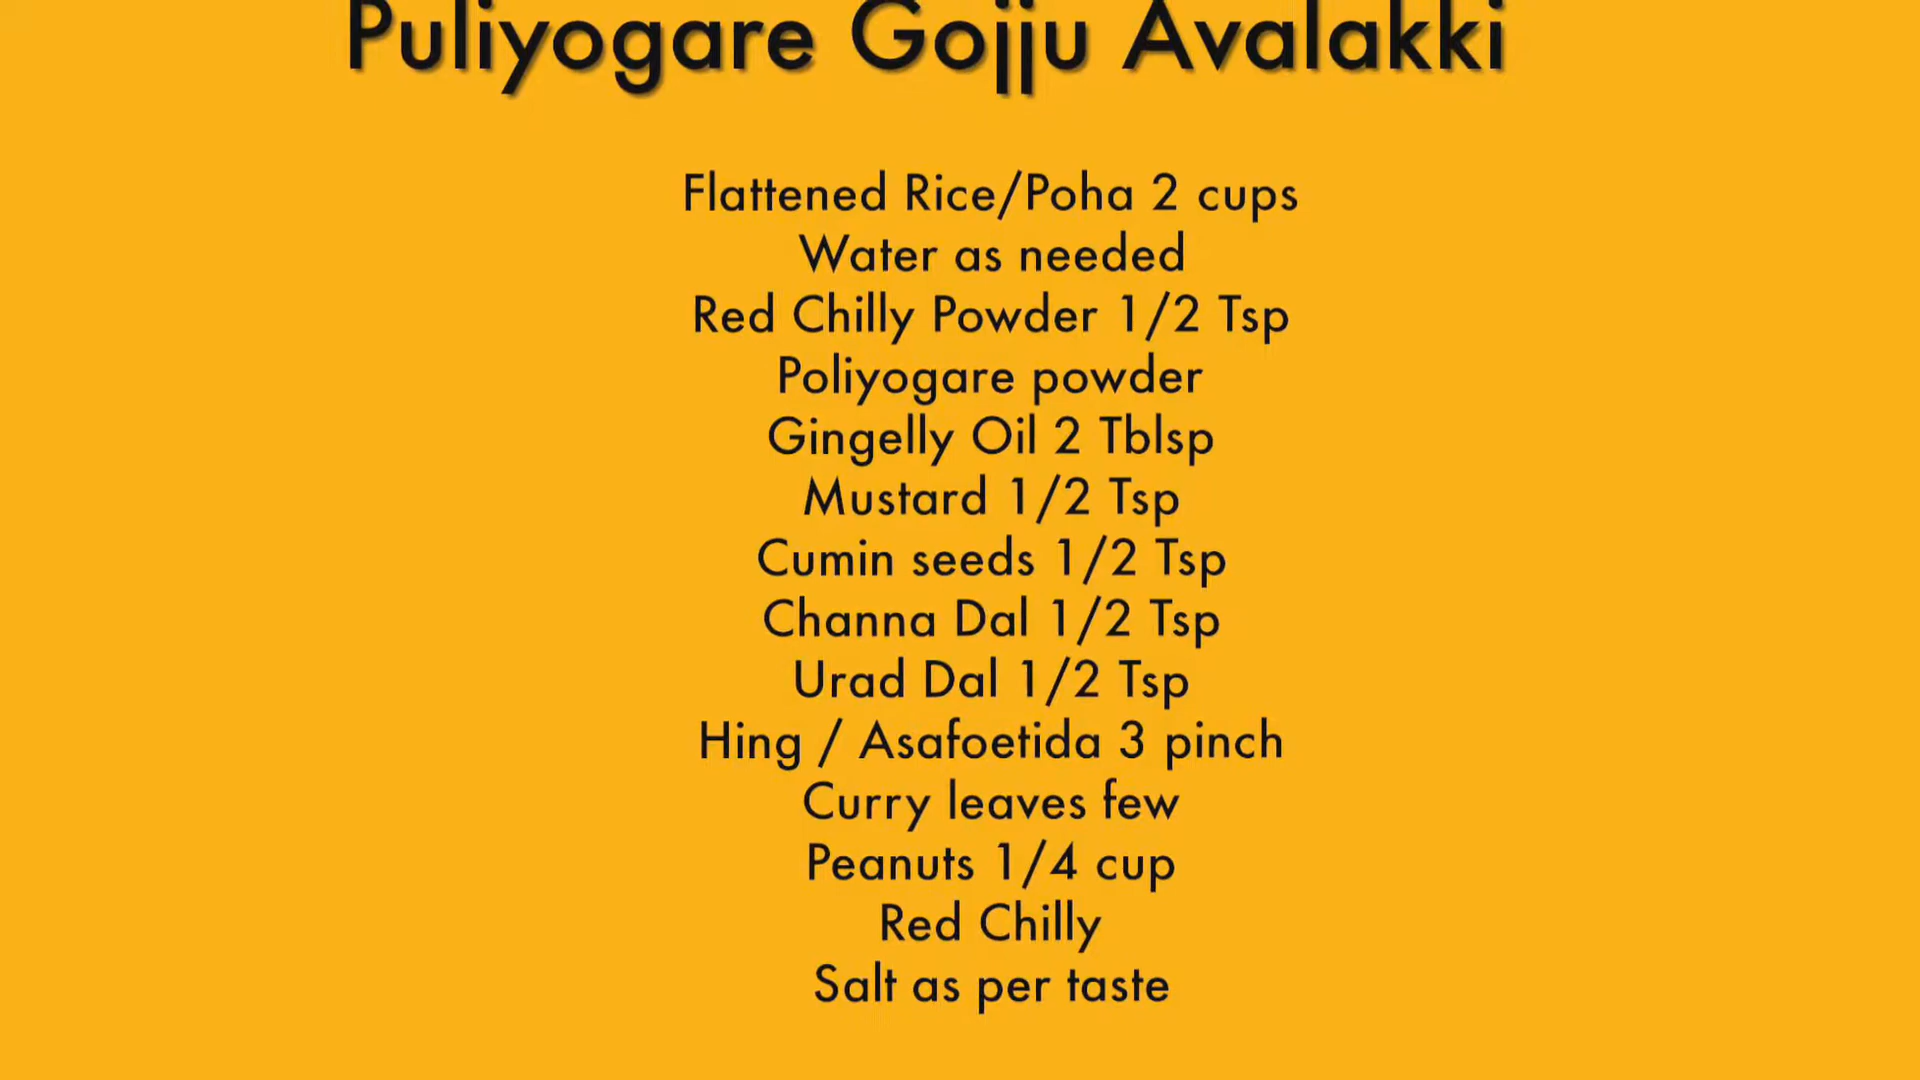 Puliyogare Gojju Avalakki
Flattened Rice/Poha 2 cups
Water as needed
Red Chilly Powder 1/2 Tsp
Poliyogare powder
Gingelly Oil 2 Tblsp
Mustard 1/2 Tsp
Cumin seeds 1/2 Tsp
Channa Dal 1/2 Tsp
Urad Dal 1/2 Tsp
Hing / Asafoetida 3 pinch
Curry leaves few
Peanuts 1/4 cup
Red Chilly
Salt as per taste